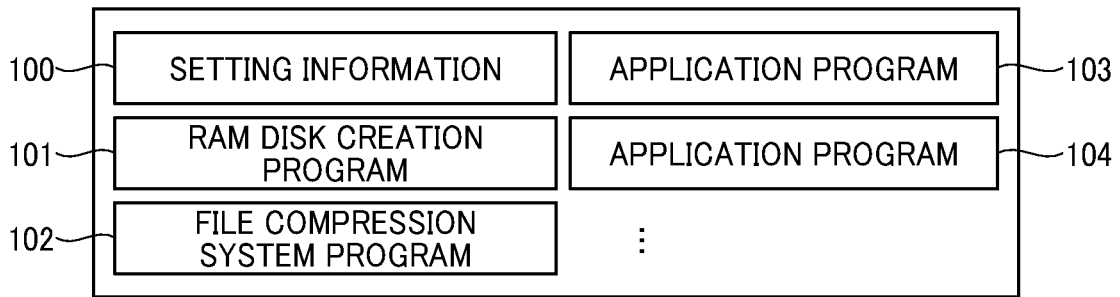 100
SETTING INFORMATION
APPLICATION PROGRAM
103
101
RAM DISK CREATION
PROGRAM
APPLICATION PROGRAM
104
102
FILE COMPRESSION
SYSTEM PROGRAM
⋮